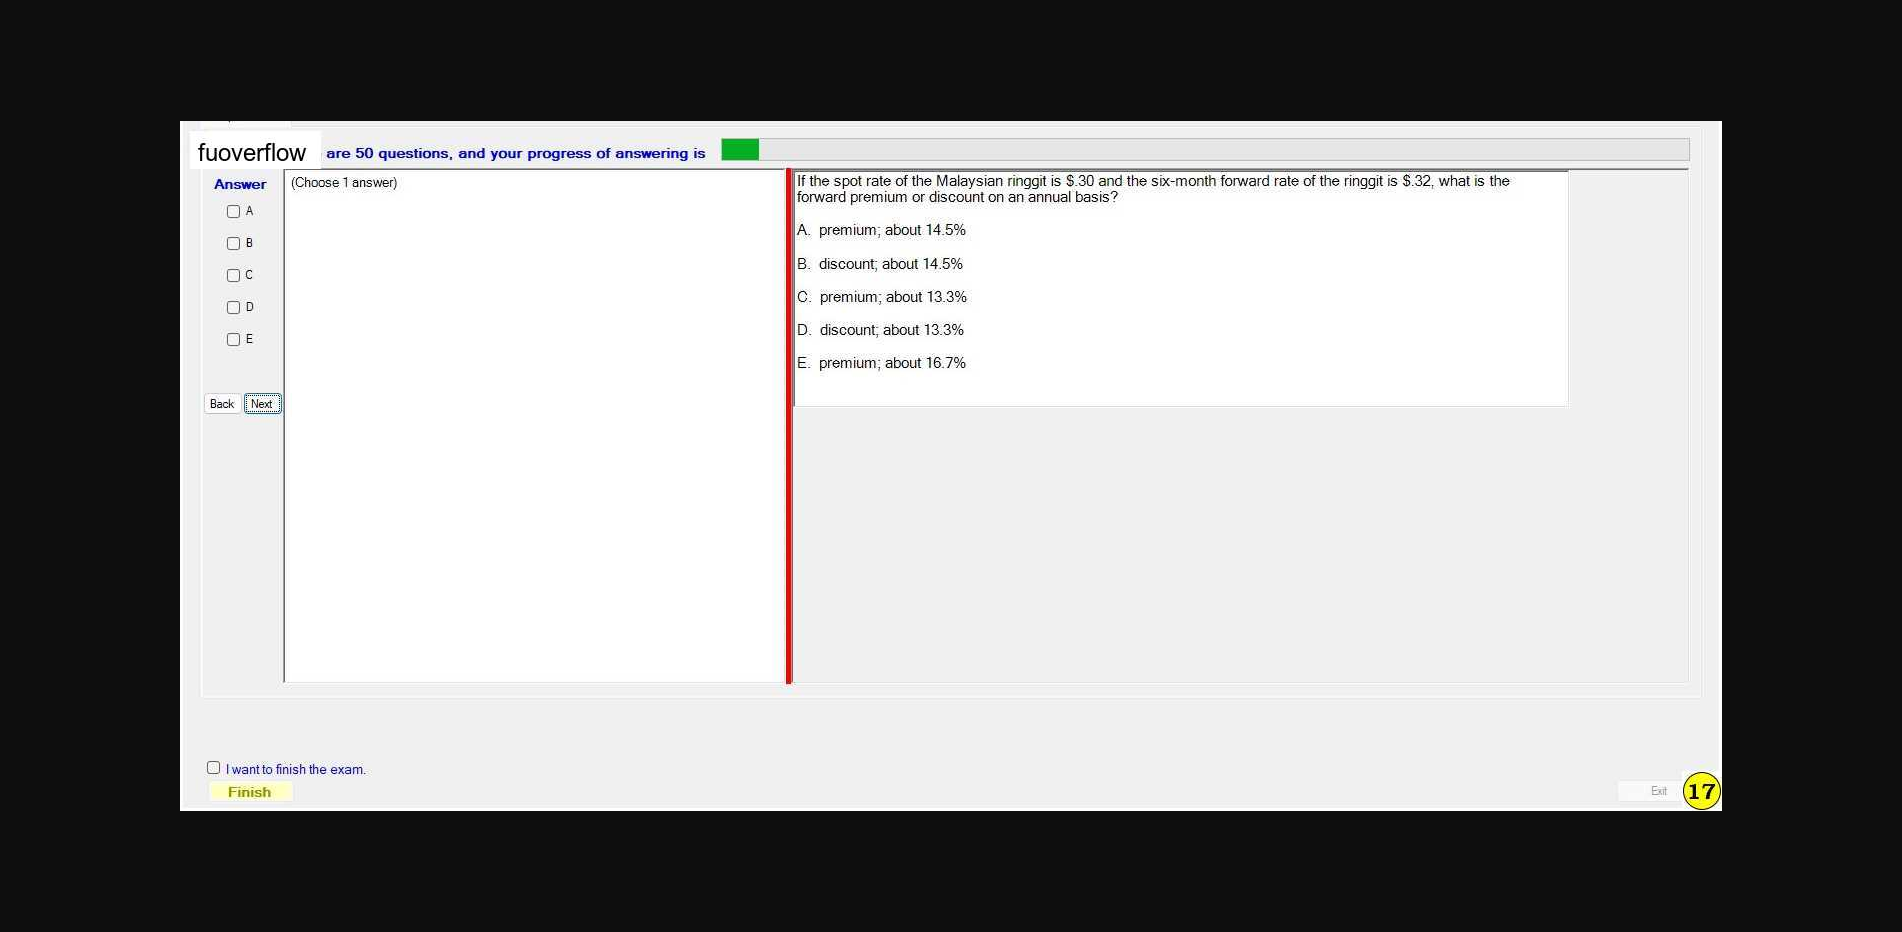 fuoverflow are 50 questions, and your progress of answering is
Answer
A
B
C
D
E
Back Next
(Choose 1 answer)
If the spot rate of the Malaysian ringgit is $.30 and the six-month forward rate of the ringgit is $.32, what is the
forward premium or discount on an annual basis?
A. premium; about 14.5%
B. discount; about 14.5%
C. premium; about 13.3%
D. discount; about 13.3%
E. premium; about 16.7%
I want to finish the exam.
Finish
Exit
17